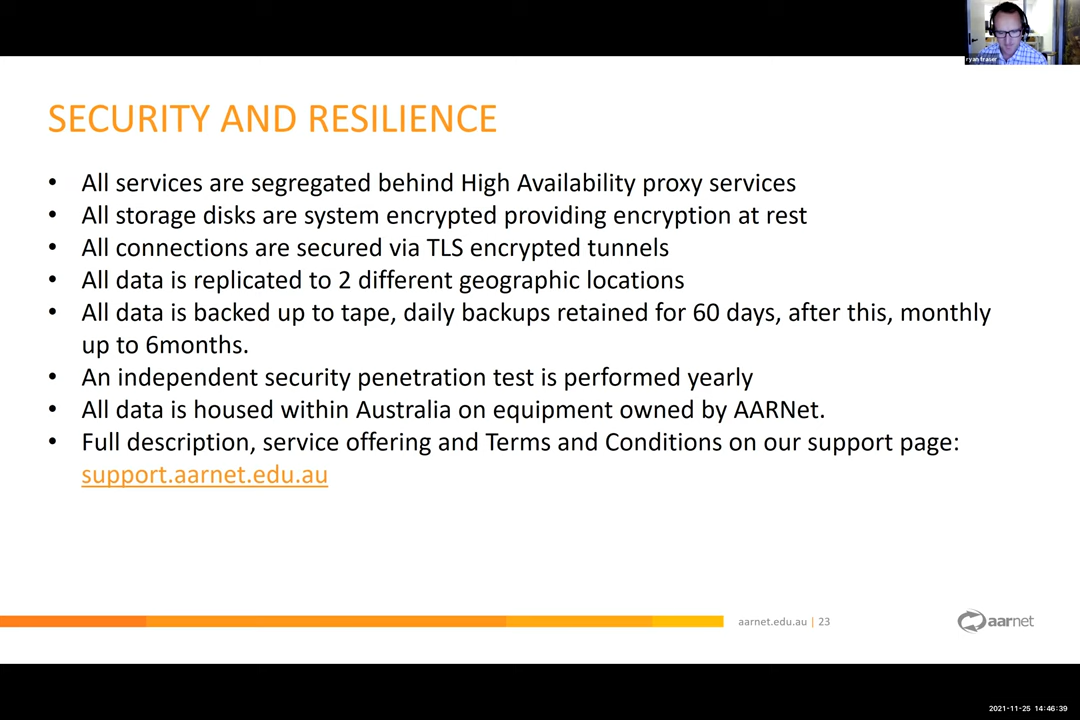 ryan fraser
SECURITY AND RESILIENCE
• All services are segregated behind High Availability proxy services
• All storage disks are system encrypted providing encryption at rest
• All connections are secured via TLS encrypted tunnels
• All data is replicated to 2 different geographic locations
• All data is backed up to tape, daily backups retained for 60 days, after this, monthly
up to 6months.
• An independent security penetration test is performed yearly
• All data is housed within Australia on equipment owned by AARNet.
• Full description, service offering and Terms and Conditions on our support page:
support.aarnet.edu.au
aarnet.edu.au | 23
aarnet
2021-11-25 14:46:39